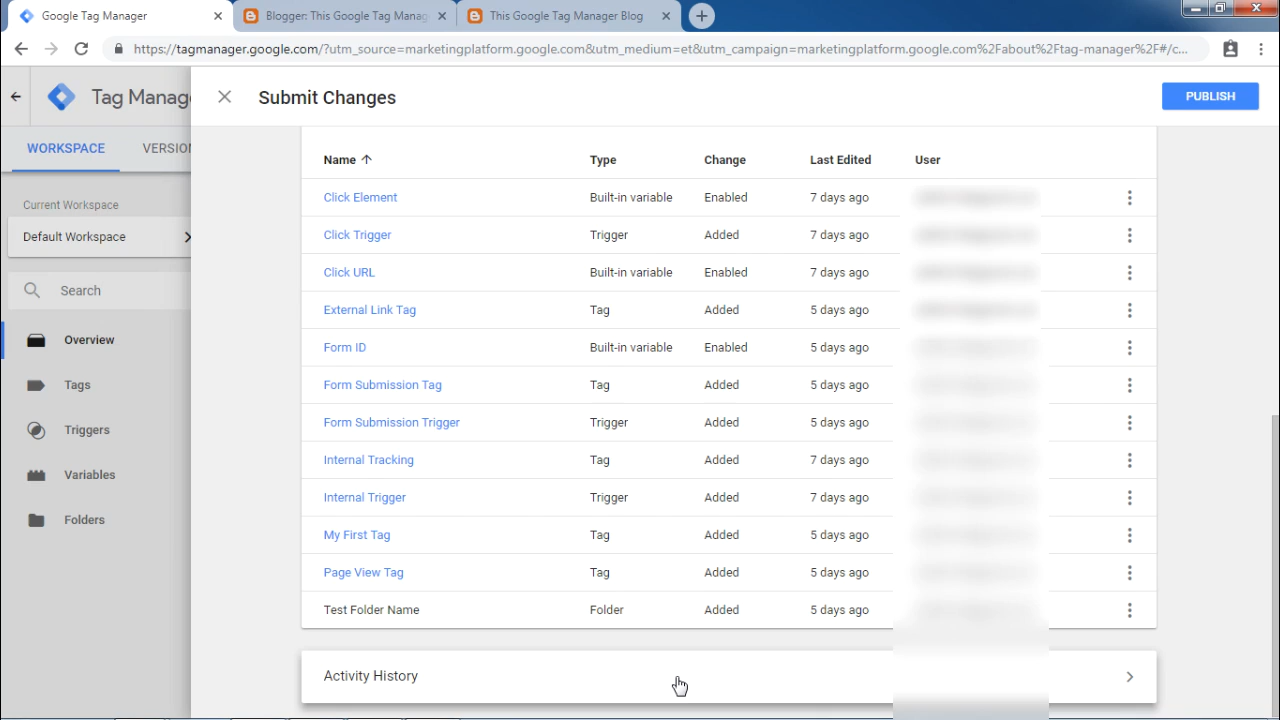 Google Tag Manager
Blogger: This Google Tag Manag
This Google Tag Manager Blog
https://tagmanager.google.com/?utm_source=marketingplatform.google.com&utm_medium=et&utm_campaign=marketingplatform.google.com%2Fabout%2Ftag-manager%2F#/c...
Tag Manage
Submit Changes
PUBLISH
WORKSPACE VERSION
Current Workspace
Default Workspace
Search
Overview
Tags
Triggers
Variables
Folders
Name Type Change Last Edited User
Click Element Built-in variable Enabled 7 days ago
Click Trigger Trigger Added 7 days ago
Click URL Built-in variable Enabled 7 days ago
External Link Tag Tag Added 5 days ago
Form ID Built-in variable Enabled 5 days ago
Form Submission Tag Tag Added 5 days ago
Form Submission Trigger Trigger Added 5 days ago
Internal Tracking Tag Added 7 days ago
Internal Trigger Trigger Added 7 days ago
My First Tag Tag Added 5 days ago
Page View Tag Tag Added 5 days ago
Test Folder Name Folder Added 5 days ago
Activity History